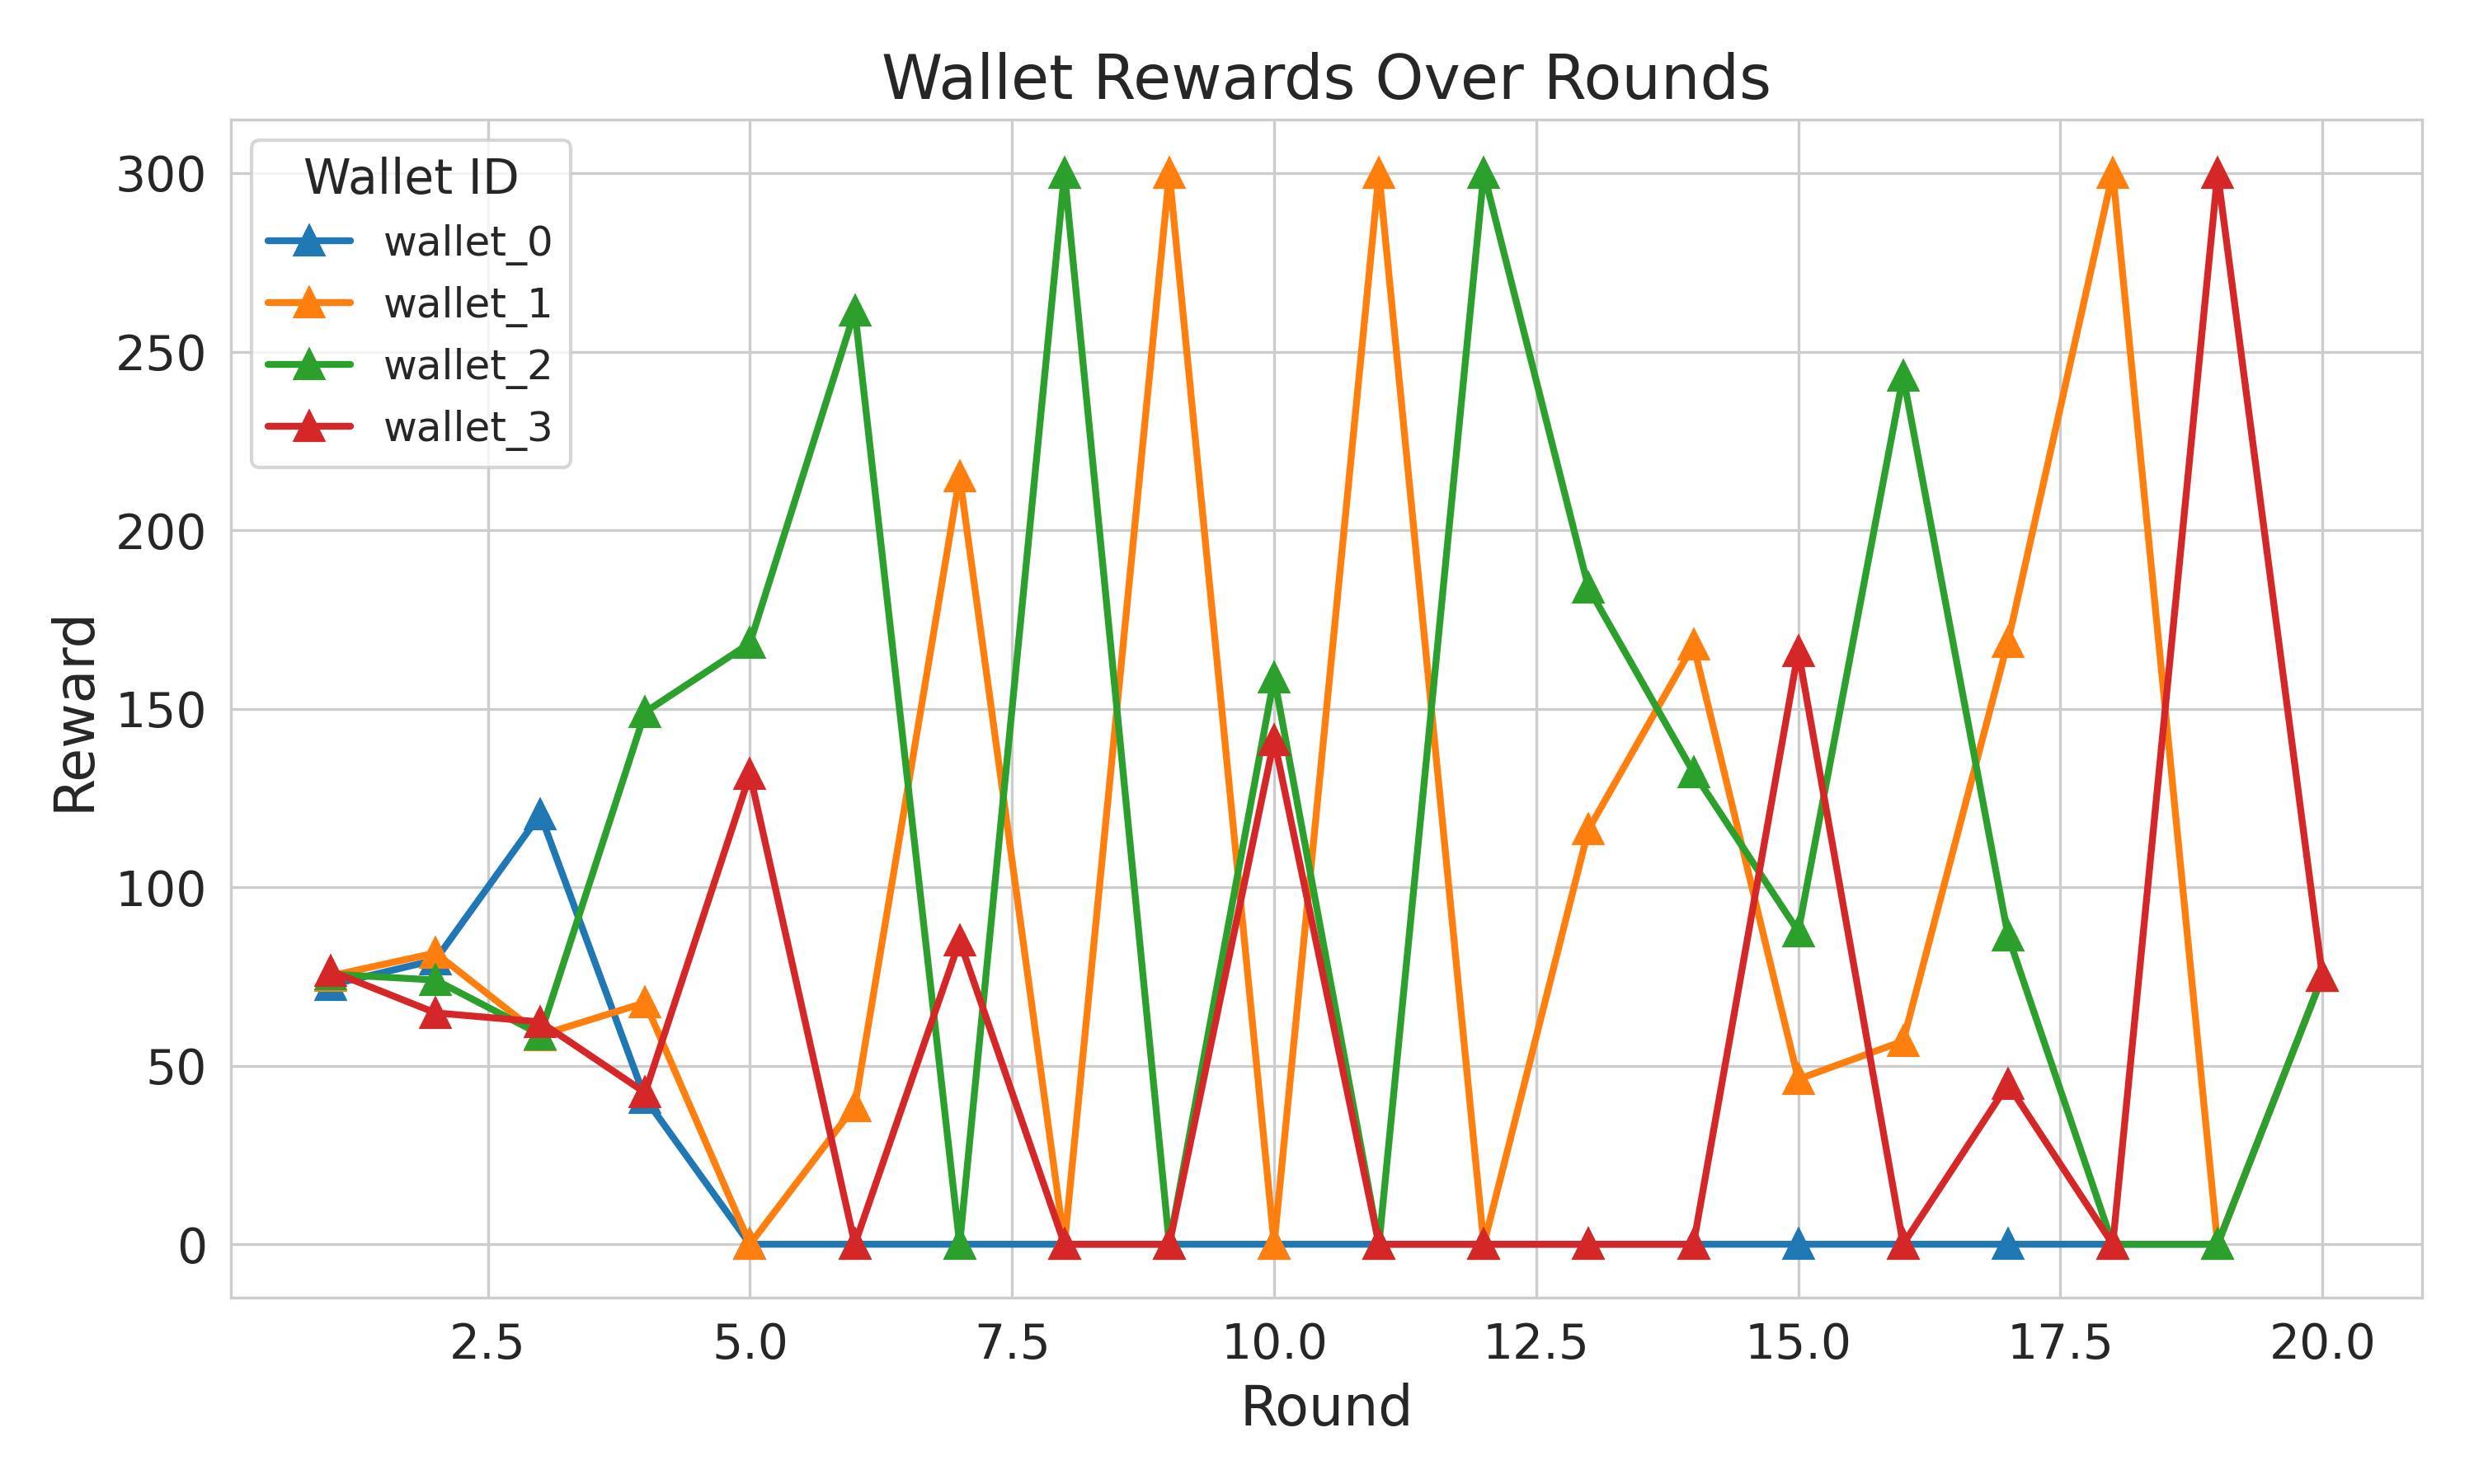 Wallet Rewards Over Rounds
Wallet ID
wallet_0
wallet_1
wallet_2
wallet_3
300
250
200
150
100
50
0
Reward
2.5 5.0 7.5 10.0 12.5 15.0 17.5 20.0
Round